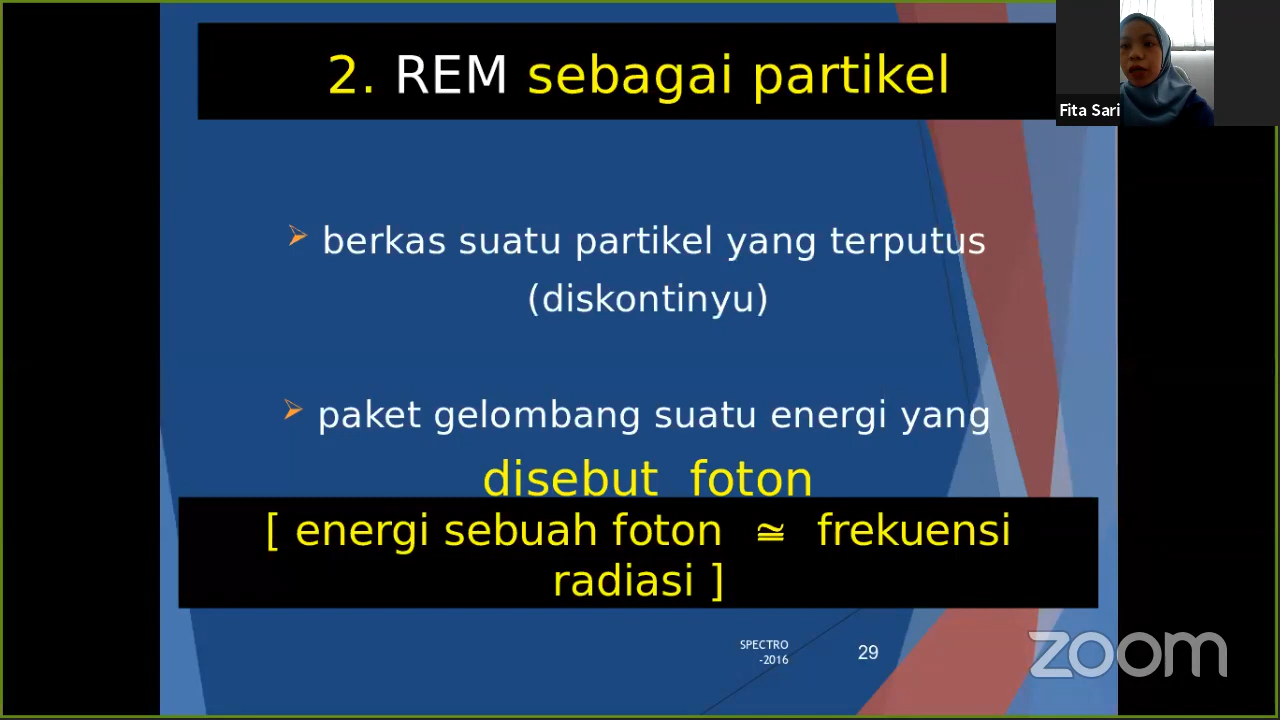 2. REM sebagai partikel
Fita Sari
➢ berkas suatu partikel yang terputus
(diskontinyu)
➢ paket gelombang suatu energi yang
disebut foton
[ energi sebuah foton ≅ frekuensi
radiasi ]
SPECTRO
-2016
29
zoom